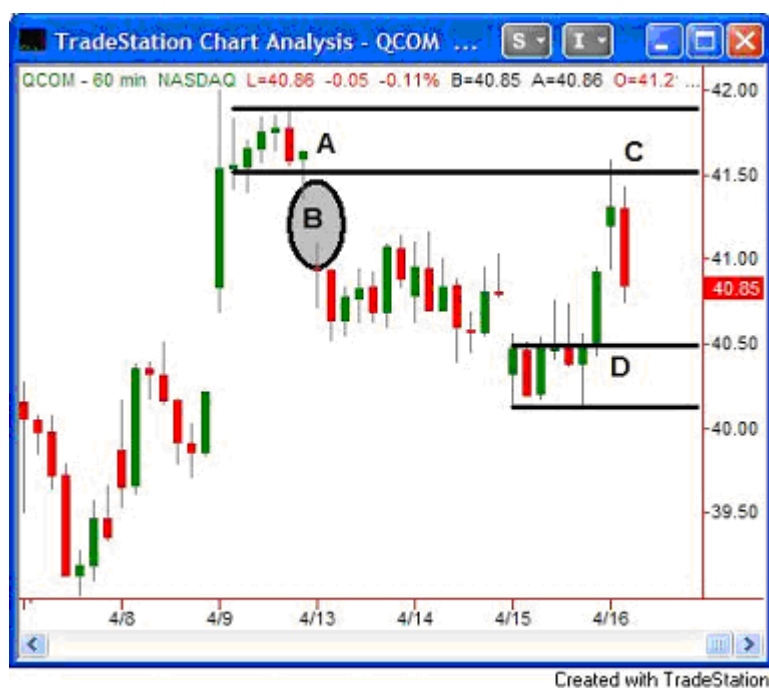 TradeStation Chart Analysis - QCOM ... S I
QCOM - 60 min NASDAQ L=40.86 -0.05 -0.11% B=40.85 A=40.86 O=41.2 ...
42.00
A
C
41.50
B
41.00
40.85
40.50
D
40.00
39.50
4/8 4/9 4/13 4/14 4/15 4/16
Created with TradeStation